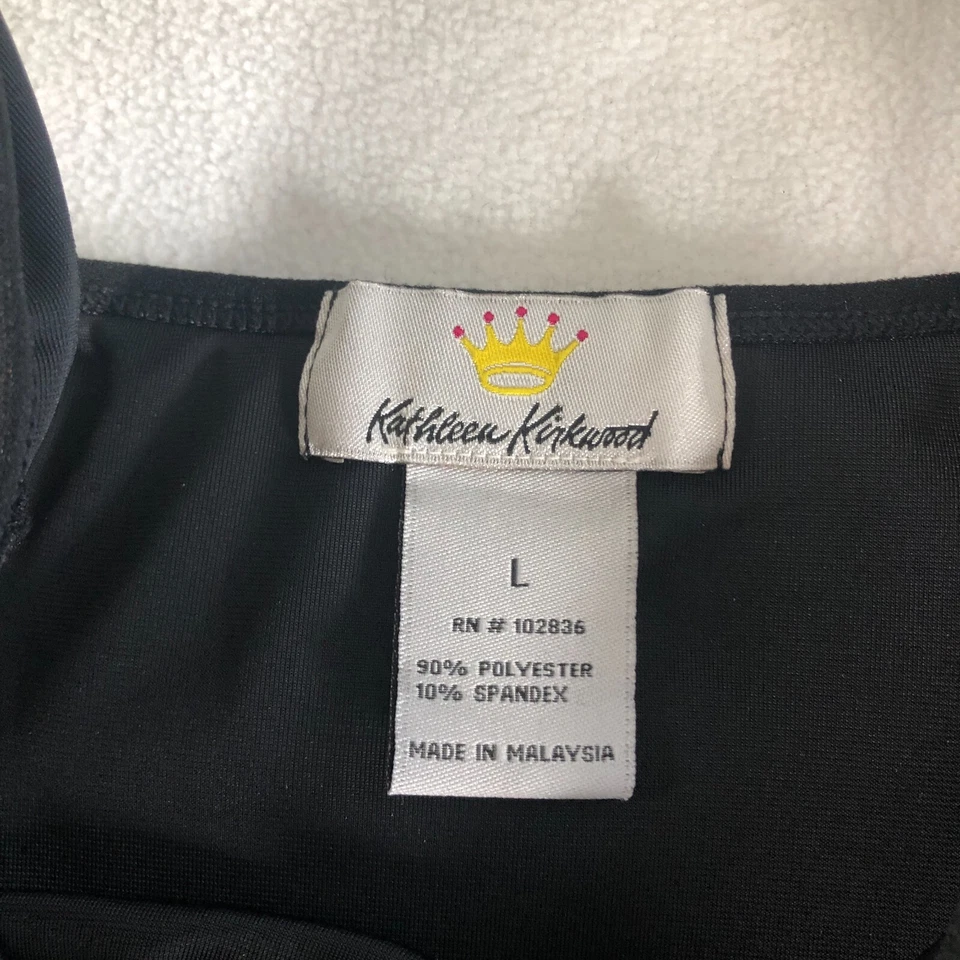 Kathleen Kirkwood
L
RN # 102836
90% POLYESTER
10% SPANDEX
MADE IN MALAYSIA